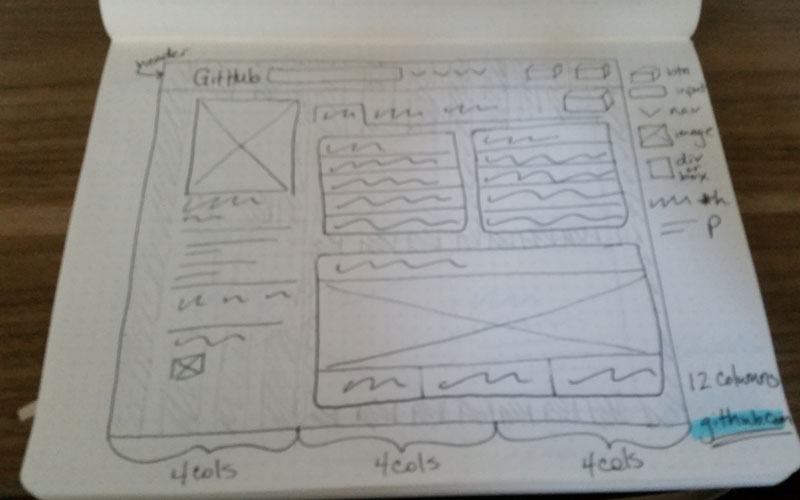 header
GitHub
btn
input
nav
image
div
or
box
h
P
12 columns
github.com
4cols
4cols
4cols